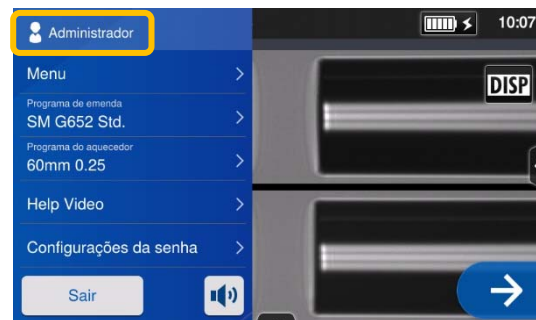 Administrador
10:07
Menu
DISP
Programa de emenda
SM G652 Std.
Programa do aquecedor
60mm 0.25
Help Video
Configurações da senha
Sair